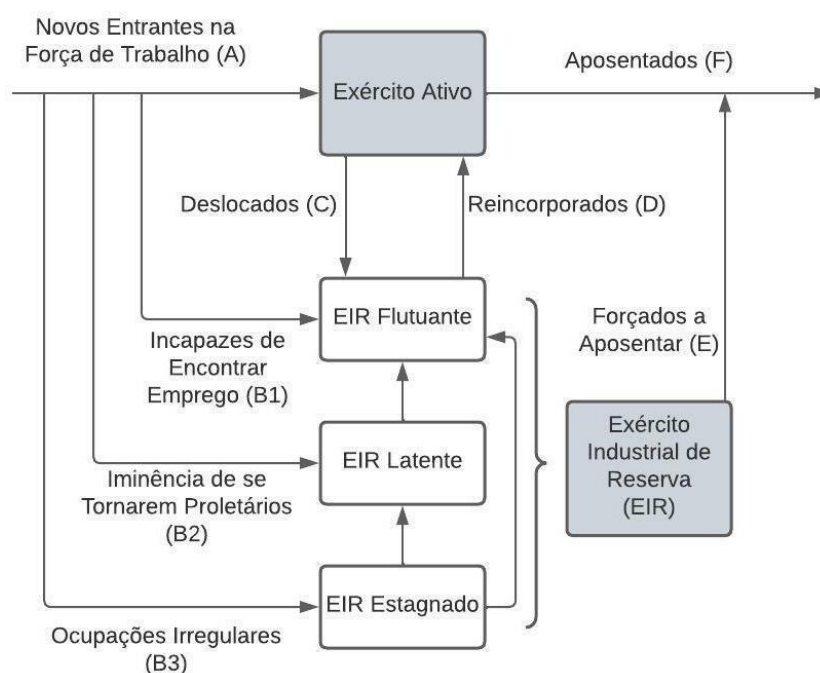 Novos Entrantes na
Força de Trabalho (A)
Exército Ativo
Aposentados (F)
Deslocados (C)
Reincorporados (D)
EIR Flutuante
Incapazes de
Encontrar
Emprego (B1)
Forçados a
Aposentar (E)
EIR Latente
Exército
Industrial de
Reserva
(EIR)
Iminência de se
Tornarem Proletários
(B2)
EIR Estagnado
Ocupações Irregulares
(B3)